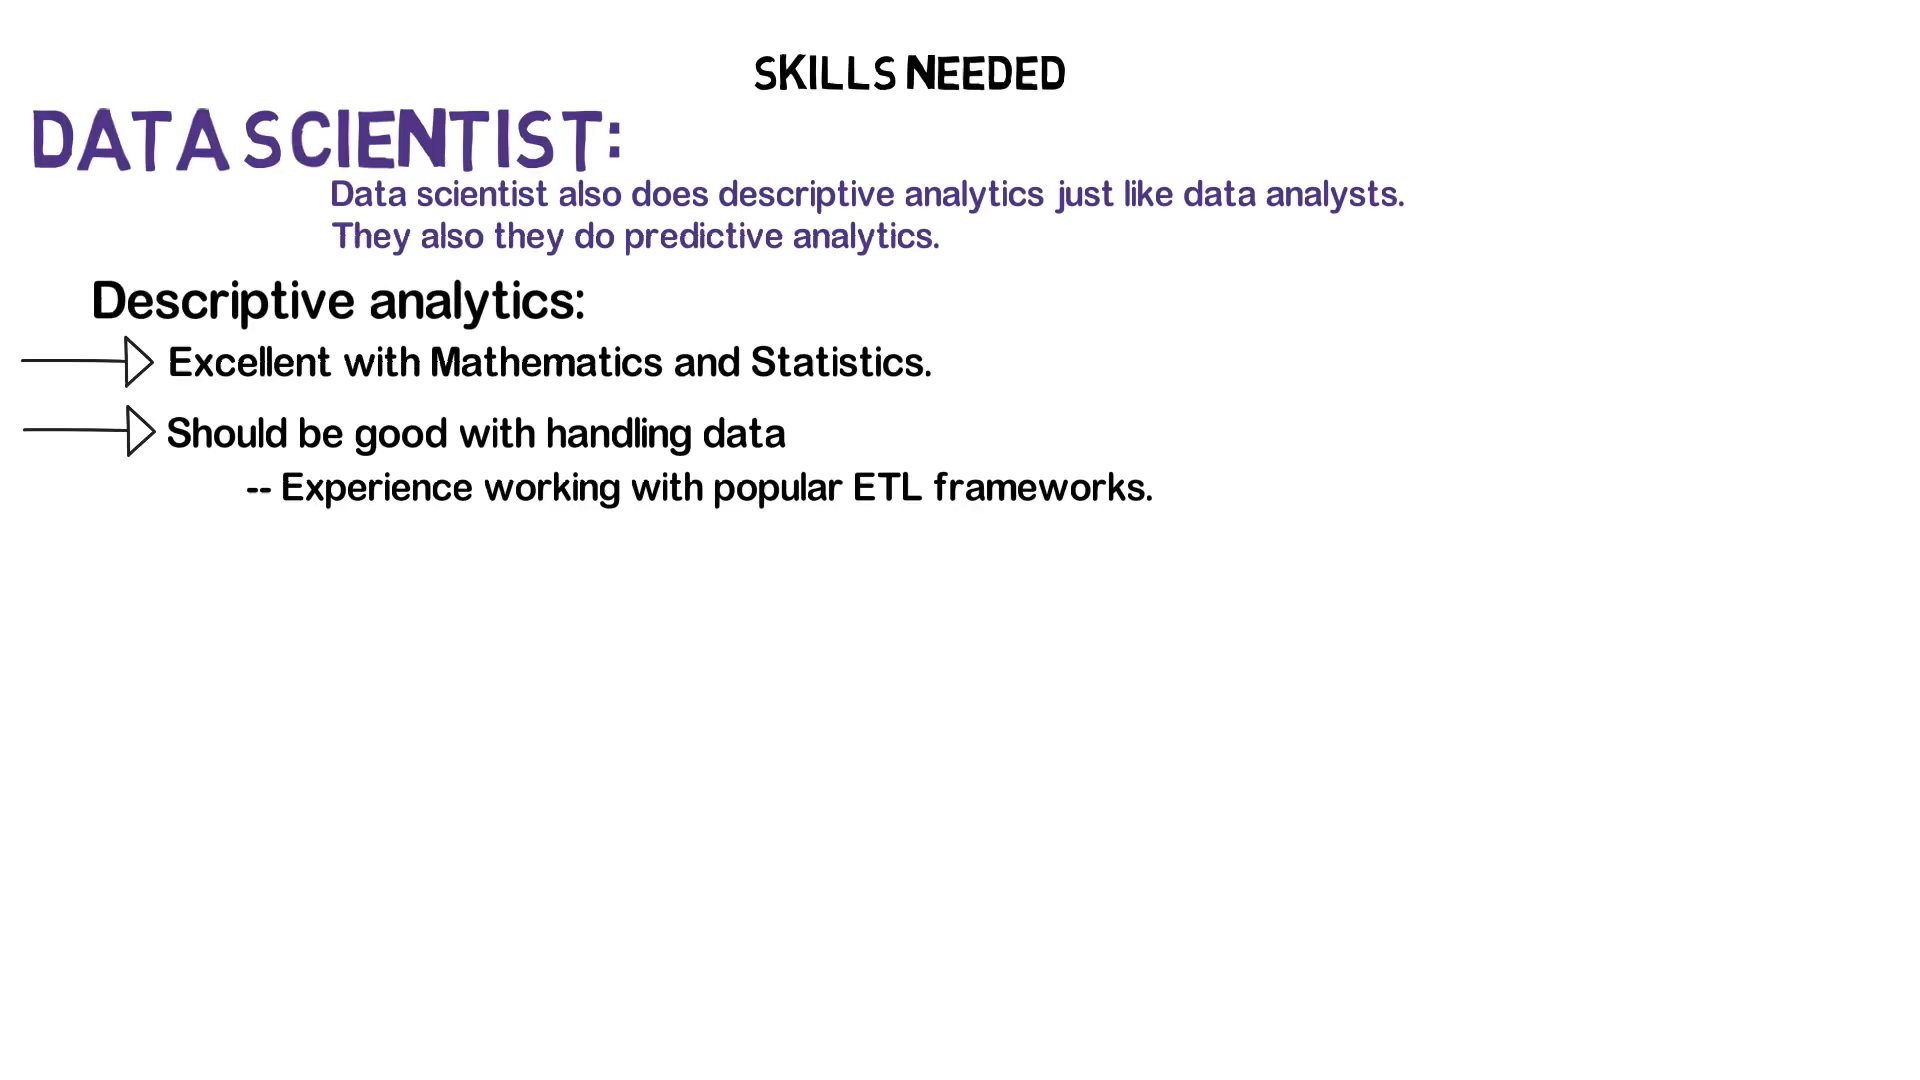 SKILLS NEEDED
DATA SCIENTIST:
Data scientist also does descriptive analytics just like data analysts.
They also they do predictive analytics.
Descriptive analytics:
Excellent with Mathematics and Statistics.
Should be good with handling data
-- Experience working with popular ETL frameworks.